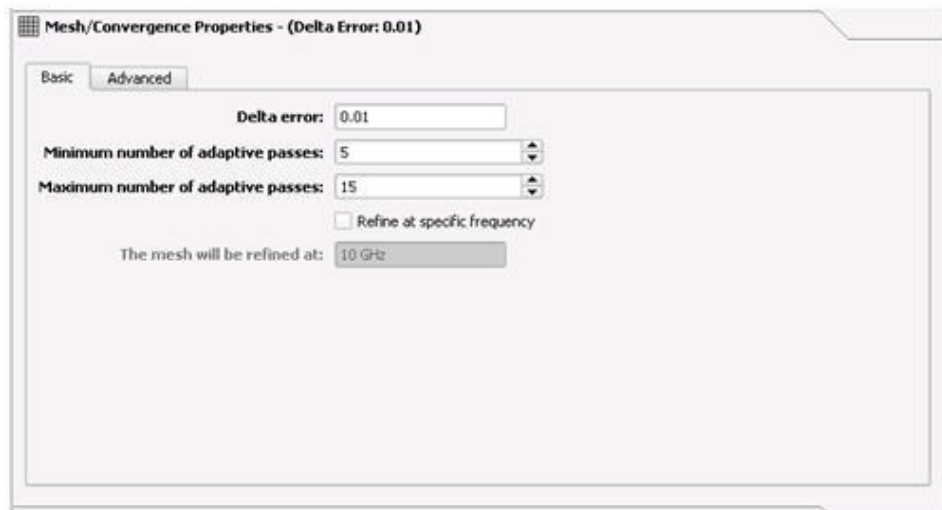 Mesh/Convergence Properties - (Delta Error: 0.01)
Basic Advanced
Delta error: 0.01
Minimum number of adaptive passes: 5
Maximum number of adaptive passes: 15
Refine at specific frequency
The mesh will be refined at: 10 GHz